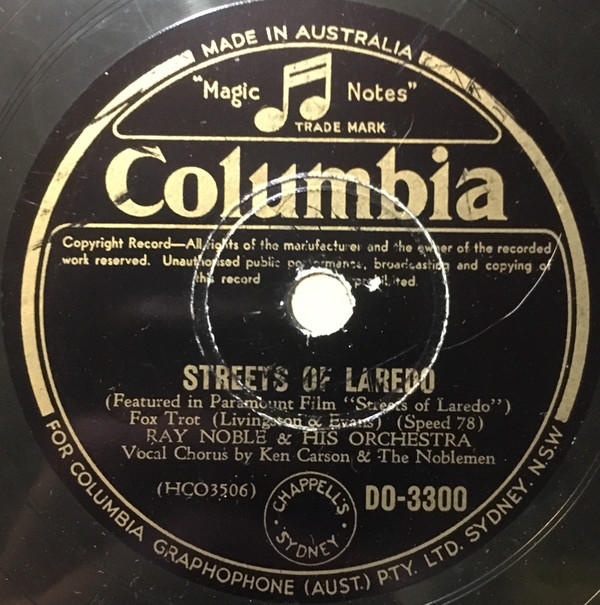 MADE IN AUSTRALIA
"Magic Notes"
TRADE MARK
Columbia
Copyright Record—All rights of the manufacturer and the owner of the recorded
work reserved. Unauthorised public performance, broadcasting and copying of
this record prohibited.
STREETS OF LAREDO
(Featured in Paramount Film "Streets of Laredo")
Fox Trot (Livingston & Evans) (Speed 78)
RAY NOBLE & HIS ORCHESTRA
Vocal Chorus by Ken Carson & The Noblemen
(HCO3506)
CHAPPELL'S
SYDNEY
DO-3300
FOR COLUMBIA GRAPHOPHONE (AUST.) PTY. LTD. SYDNEY. N.S.W